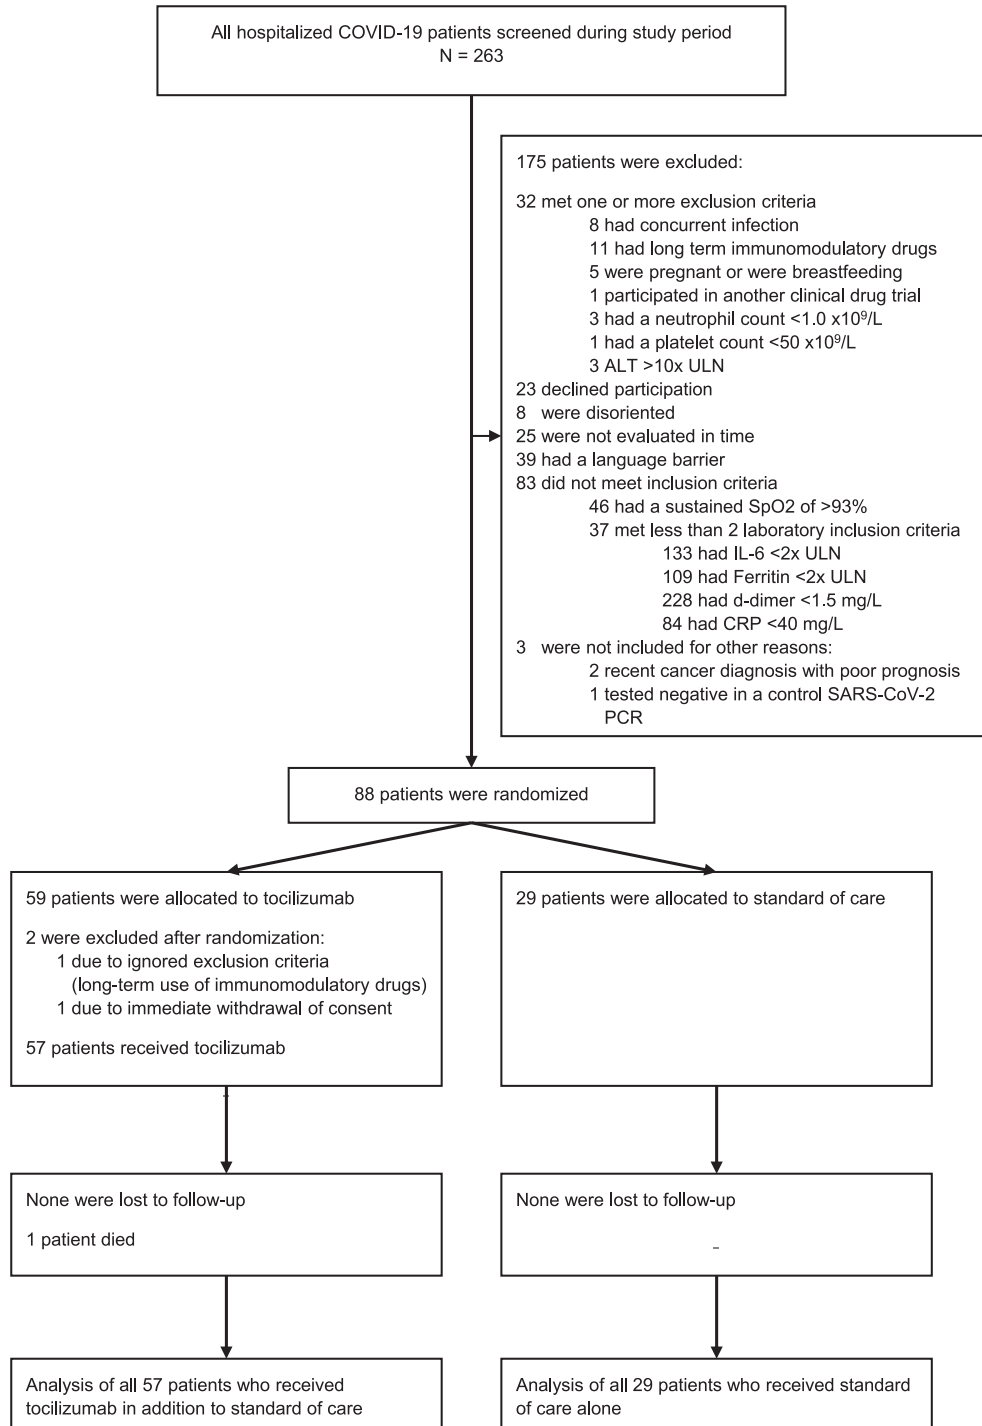 All hospitalized COVID-19 patients screened during study period
N = 263
175 patients were excluded:
32 met one or more exclusion criteria
8 had concurrent infection
11 had long term immunomodulatory drugs
5 were pregnant or were breastfeeding
1 participated in another clinical drug trial
3 had a neutrophil count <1.0 x10⁹/L
1 had a platelet count <50 x10⁹/L
3 ALT >10x ULN
23 declined participation
8 were disoriented
25 were not evaluated in time
39 had a language barrier
83 did not meet inclusion criteria
46 had a sustained SpO2 of >93%
37 met less than 2 laboratory inclusion criteria
133 had IL-6 <2x ULN
109 had Ferritin <2x ULN
228 had d-dimer <1.5 mg/L
84 had CRP <40 mg/L
3 were not included for other reasons:
2 recent cancer diagnosis with poor prognosis
1 tested negative in a control SARS-CoV-2
PCR
88 patients were randomized
59 patients were allocated to tocilizumab
2 were excluded after randomization:
1 due to ignored exclusion criteria
(long-term use of immunomodulatory drugs)
1 due to immediate withdrawal of consent
57 patients received tocilizumab
29 patients were allocated to standard of care
None were lost to follow-up
1 patient died
None were lost to follow-up
Analysis of all 57 patients who received
tocilizumab in addition to standard of care
Analysis of all 29 patients who received standard
of care alone